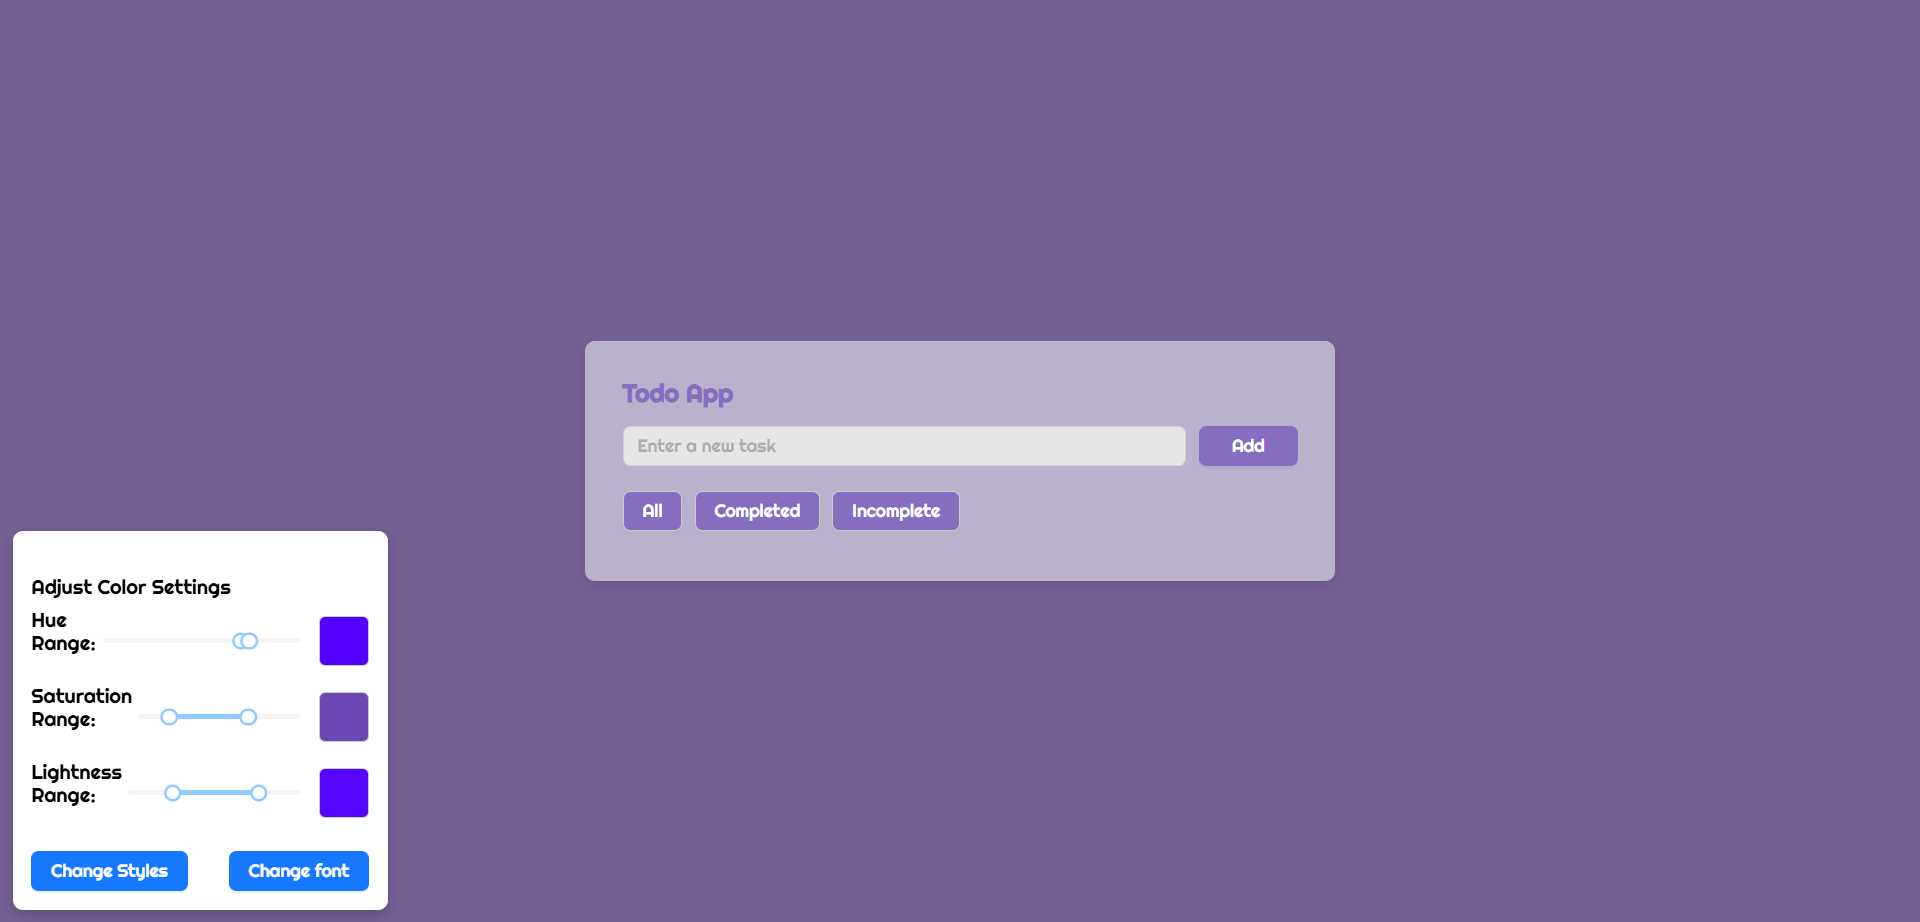 Todo App
Enter a new task
Add
All
Completed
Incomplete
Adjust Color Settings
Hue
Range:
Saturation
Range:
Lightness
Range:
Change Styles
Change font